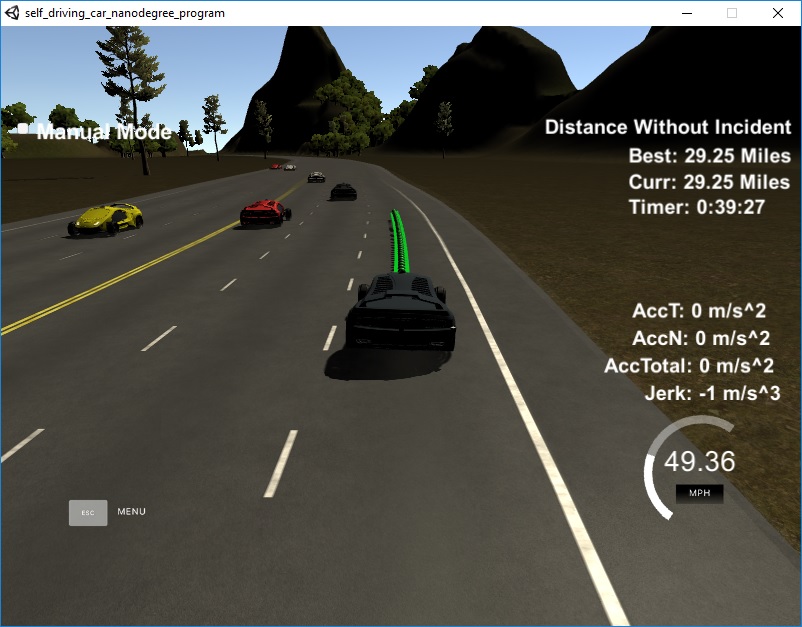 self_driving_car_nanodegree_program
Manual Mode
Distance Without Incident
Best: 29.25 Miles
Curr: 29.25 Miles
Timer: 0:39:27
AccT: 0 m/s^2
AccN: 0 m/s^2
AccTotal: 0 m/s^2
Jerk: -1 m/s^3
49.36
MPH
ESC MENU